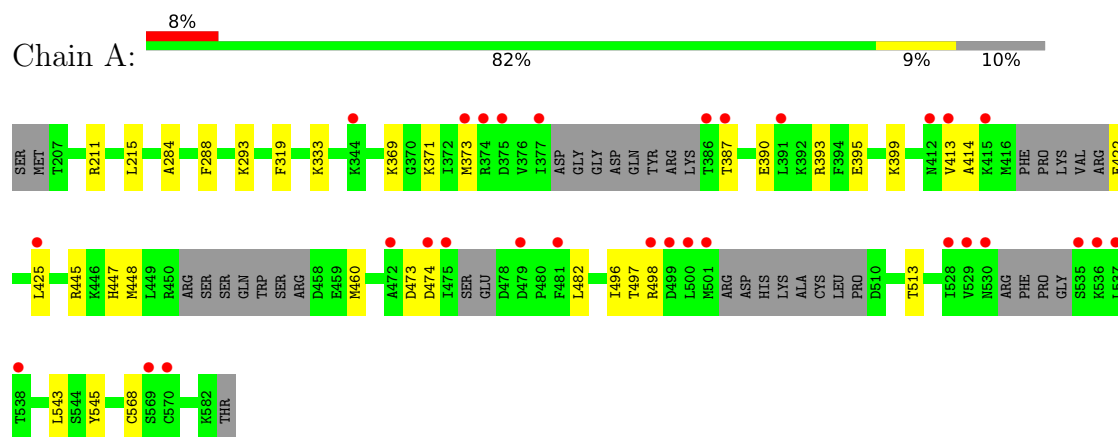 8%
Chain A:
82% 9% 10%
SER MET T207 R211 L215 A284 F288 K293 F319 K333 K344 K369 G370 K371 I372 M373 R374 D375 V376 I377 ASP GLY GLY ASP GLN TYR ARG LYS T386 T387 E390 L391 K392 R393 F394 E395 K399 N412 V413 A414 K415 M416 PHE PRO LYS VAL ARG
L425 R445 K446 H447 M448 L449 R450 ARG SER SER GLN TRP SER ARG D458 E459 M460 A472 D473 D474 I475 SER GLU D478 D479 P480 F481 L482 I496 T497 R498 D499 L500 M501 ARG ASP HIS LYS ALA CYS LEU PRO D510 T513 I528 V529 N530 ARG PHE PRO GLY S535 K536 L537
T538 L543 S544 Y545 C568 S569 C570 K582 THR